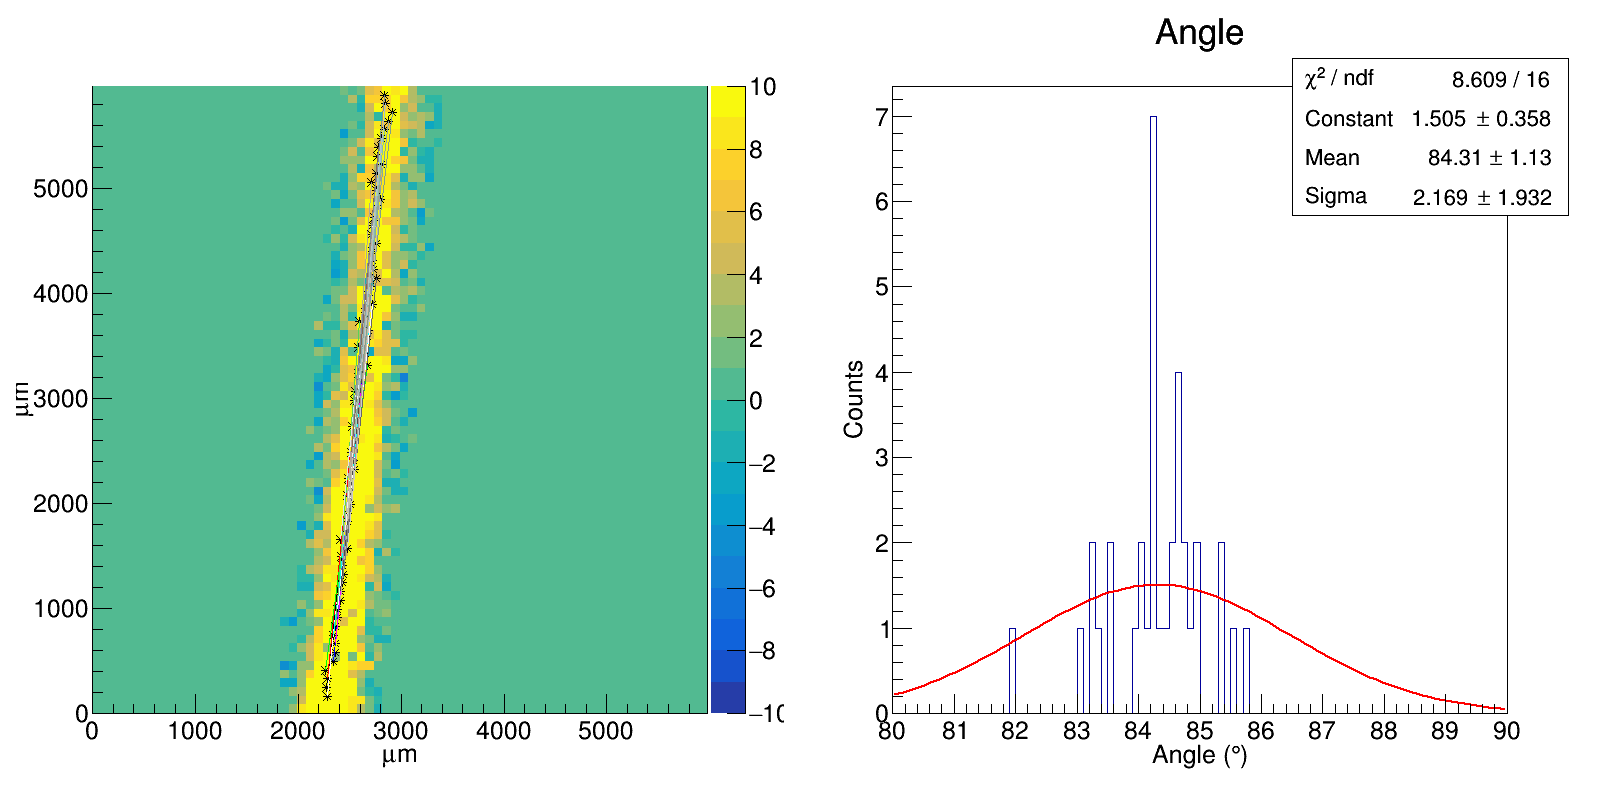 Angle
χ² / ndf 8.609 / 16
Constant 1.505 ± 0.358
Mean 84.31 ± 1.13
Sigma 2.169 ± 1.932
μm
5000
4000
3000
2000
1000
0
0 1000 2000 3000 4000 5000
μm
10
8
6
4
2
0
−2
−4
−6
−8
−10
Counts
7
6
5
4
3
2
1
0
80 81 82 83 84 85 86 87 88 89 90
Angle (°)